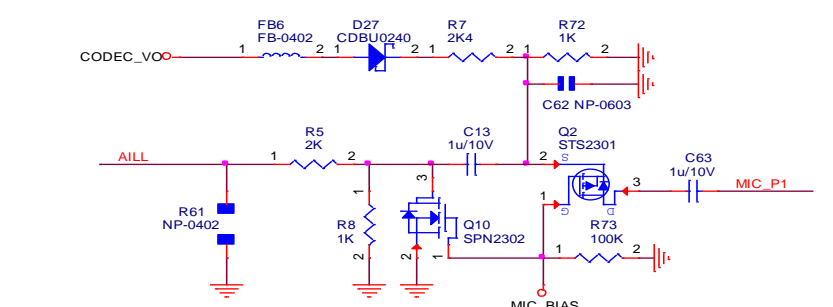 FB6
FB-0402
D27
CDBU0240
R7
2K4
R72
1K
CODEC_VO
1
2
1
2
1
2
1
2
C62 NP-0603
R5
2K
C13
1u/10V
Q2
STS2301
C63
1u/10V
AILL
1
2
2
S
3
MIC_P1
3
1
1
G
D
R61
NP-0402
R8
1K
Q10
SPN2302
R73
100K
2
2
1
1
2
MIC_BIAS